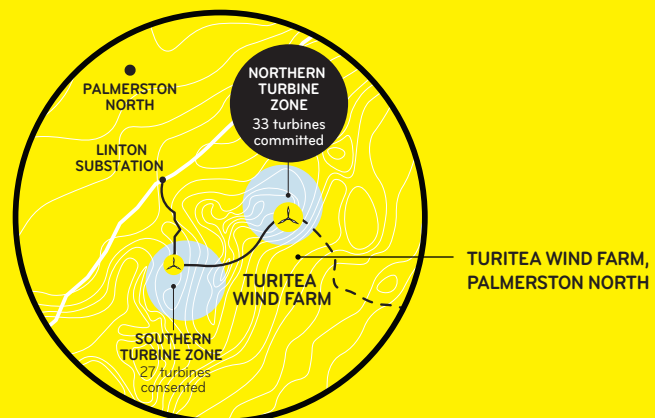 PALMERSTON
NORTH
NORTHERN
TURBINE
ZONE
33 turbines
committed
LINTON
SUBSTATION
TURITEA
WIND FARM
TURITEA WIND FARM,
PALMERSTON NORTH
SOUTHERN
TURBINE ZONE
27 turbines
consented